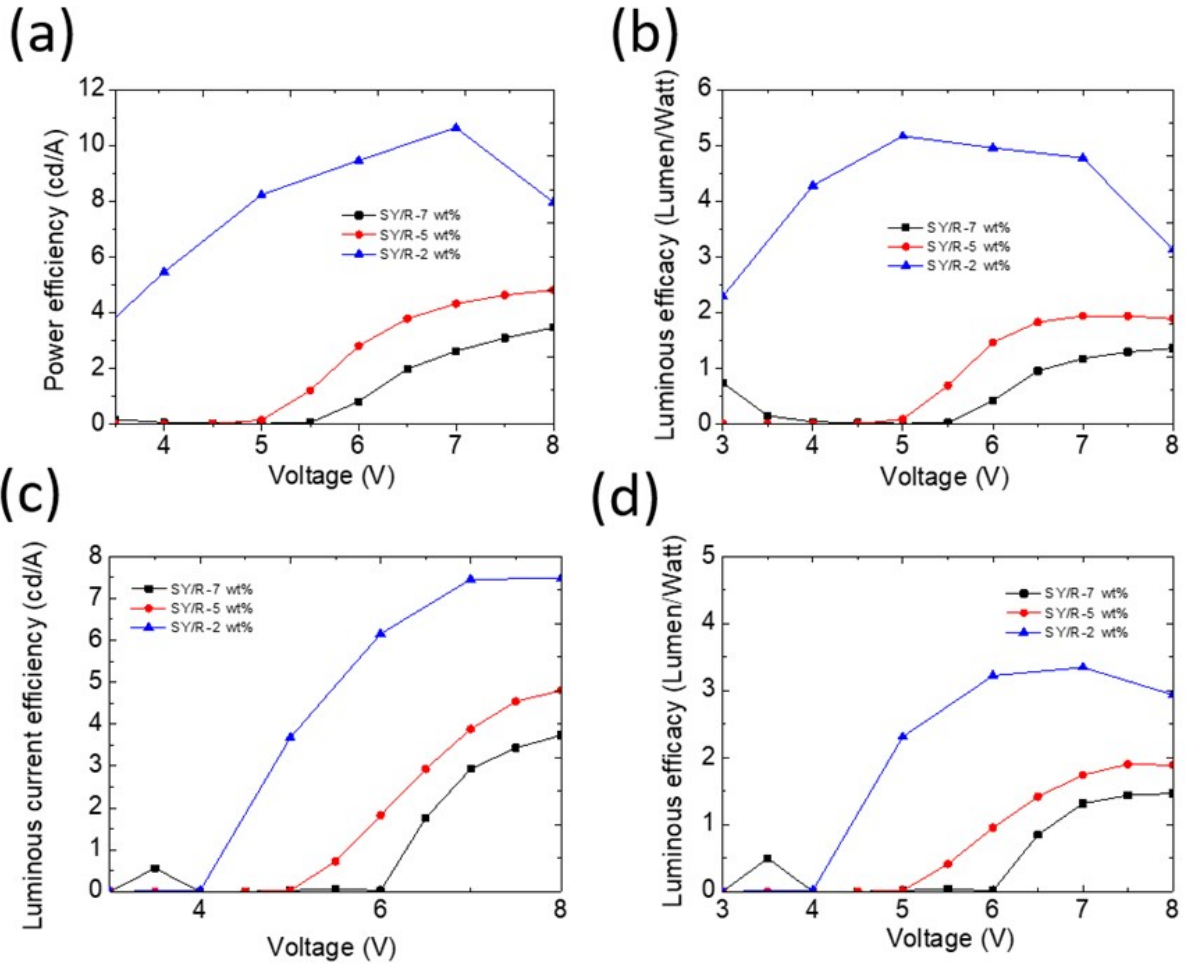 (a)
12
10
8
6
4
2
0
Power efficiency (cd/A)
SY/R-7 wt%
SY/R-5 wt%
SY/R-2 wt%
4 5 6 7 8
Voltage (V)
(b)
6
5
4
3
2
1
0
Luminous efficacy (Lumen/Watt)
SY/R-7 wt%
SY/R-5 wt%
SY/R-2 wt%
3 4 5 6 7 8
Voltage (V)
(c)
8
7
6
5
4
3
2
1
0
Luminous current efficiency (cd/A)
SY/R-7 wt%
SY/R-5 wt%
SY/R-2 wt%
4 6 8
Voltage (V)
(d)
5
4
3
2
1
0
Luminous efficacy (Lumen/Watt)
SY/R-7 wt%
SY/R-5 wt%
SY/R-2 wt%
3 4 5 6 7 8
Voltage (V)